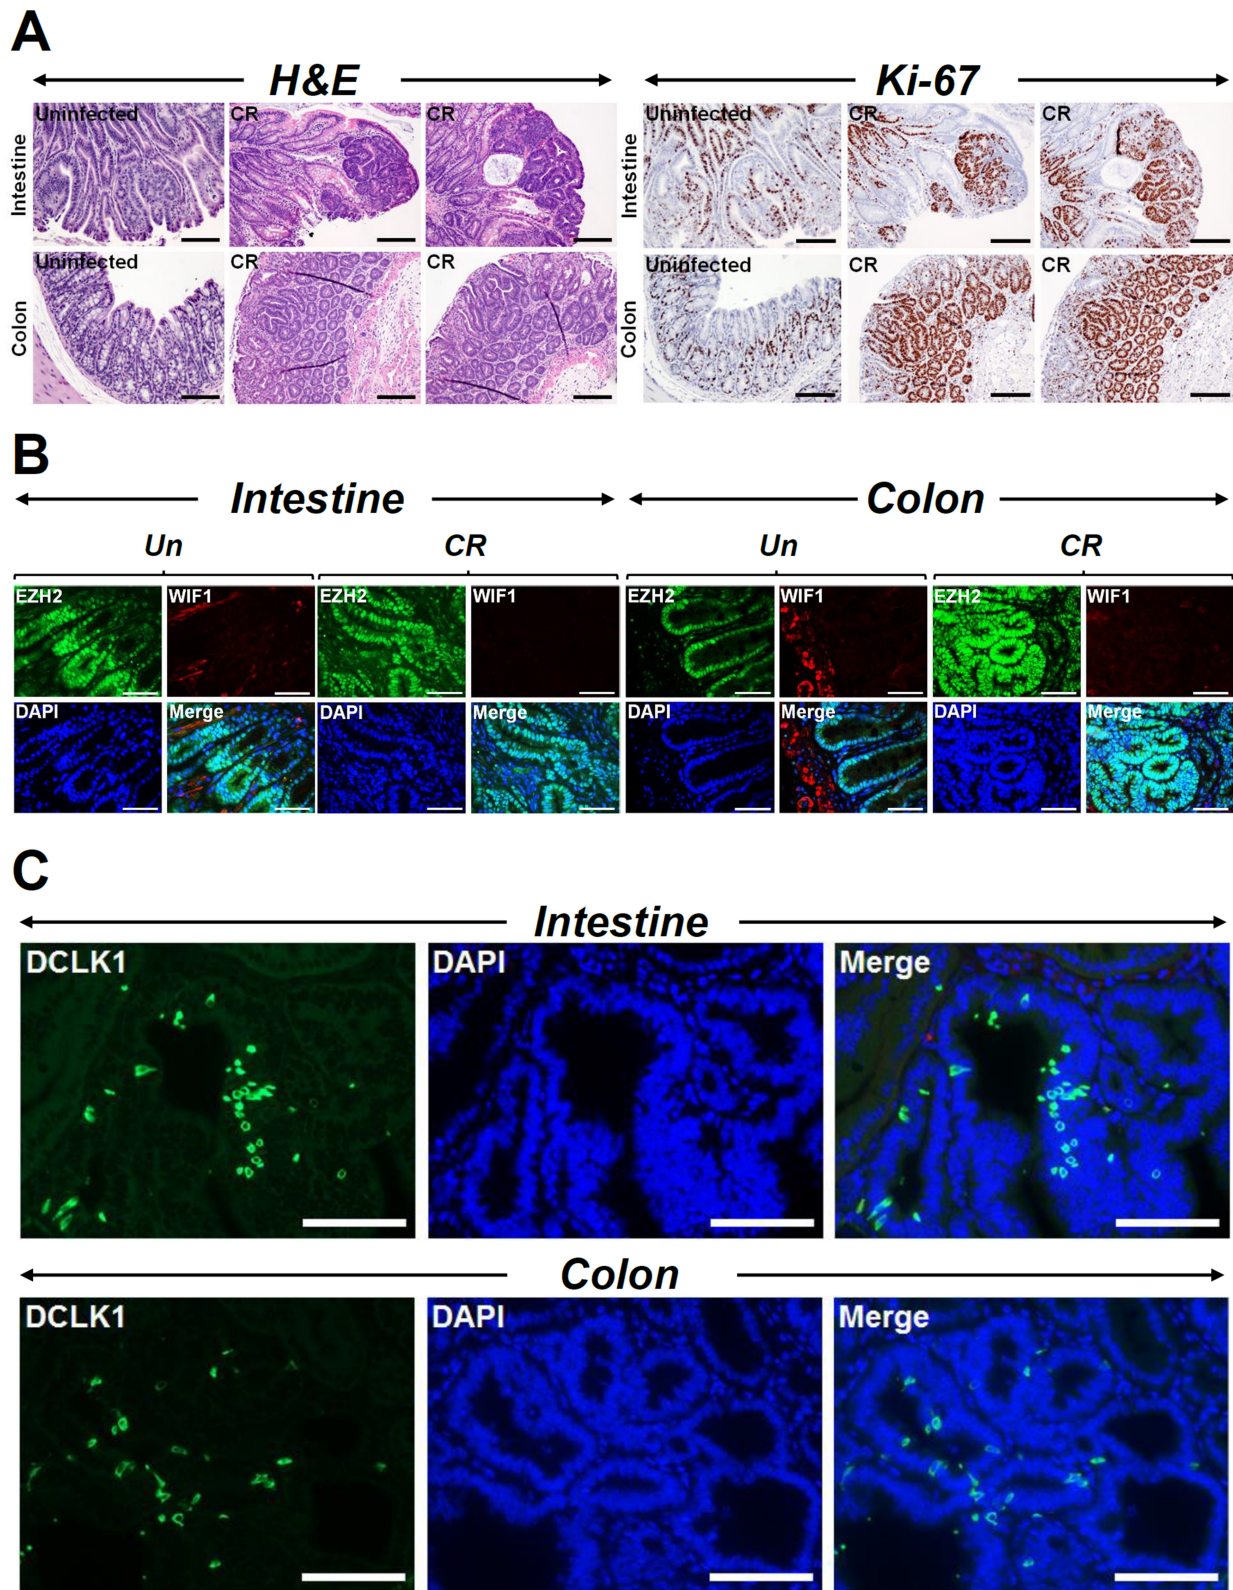 A
H&E Ki-67
Intestine Uninfected CR CR Uninfected CR CR
Colon Uninfected CR CR Uninfected CR CR
B
Intestine Colon
Un CR Un CR
EZH2 WIF1 EZH2 WIF1 EZH2 WIF1 EZH2 WIF1
DAPI Merge DAPI Merge DAPI Merge DAPI Merge
C
Intestine
DCLK1 DAPI Merge
Colon
DCLK1 DAPI Merge